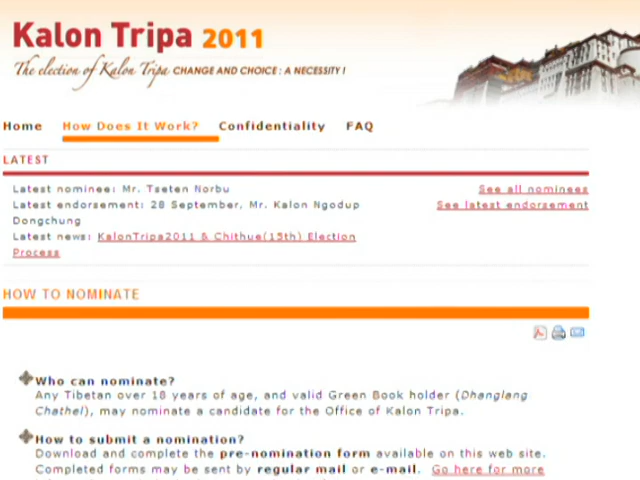 Kalon Tripa 2011
The election of Kalon Tripa CHANGE AND CHOICE : A NECESSITY !
Home How Does It Work? Confidentiality FAQ
LATEST
Latest nominee: Mr. Tseten Norbu See all nominees
Latest endorsement: 28 September, Mr. Kalon Ngodup See latest endorsement
Dongchung
Latest news: KalonTripa2011 & Chithue(15th) Election
Process
HOW TO NOMINATE
Who can nominate?
Any Tibetan over 18 years of age, and valid Green Book holder (Dhanglang
Chathel), may nominate a candidate for the Office of Kalon Tripa.
How to submit a nomination?
Download and complete the pre-nomination form available on this web site.
Completed forms may be sent by regular mail or e-mail. Go here for more